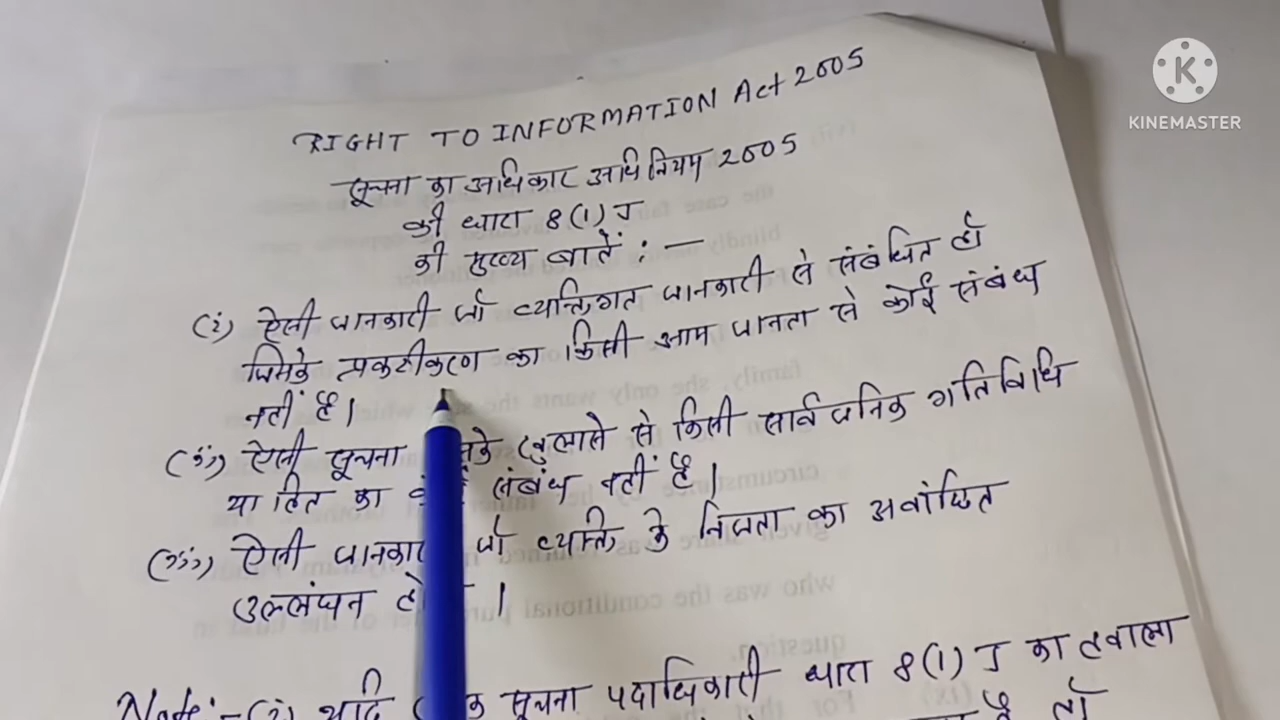 KINEMASTER
RIGHT TO INFORMATION Act 2005
सूचना का अधिकार अधिनियम 2005
की धारा 8(1) J
की मुख्य बातें : —
(i) ऐसी जानकारी जो व्यक्तिगत जानकारी से संबंधित हो
जिसके प्रकटीकरण का किसी आम जनता से कोई संबंध
नहीं है।
(ii) ऐसी सूचना खुलासे से किसी सार्वजनिक गतिविधि
या हित का संबंध नहीं है।
(iii) ऐसी जो व्यक्ति के निजता का अवांछित
उल्लंघन ।
Note :- (i) यदि सूचना पदाधिकारी धारा 8(1) J का हवाला